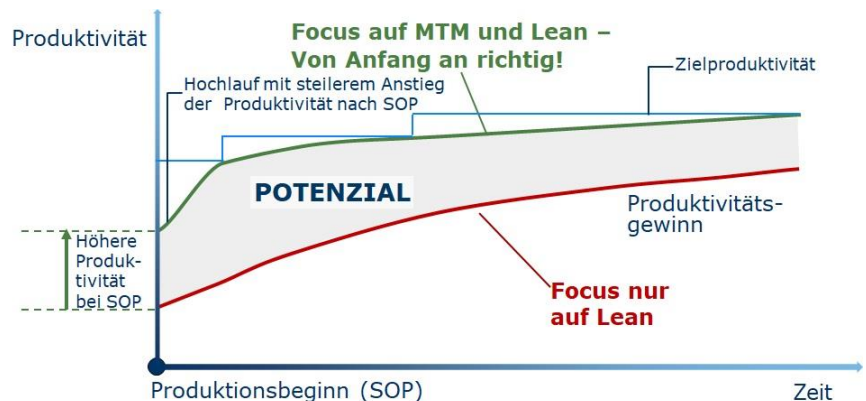 Produktivität
Focus auf MTM und Lean –
Von Anfang an richtig!
Zielproduktivität
Hochlauf mit steilerem Anstieg
der Produktivität nach SOP
POTENZIAL
Produktivitäts-
gewinn
Höhere
Produk-
tivität
bei SOP
Focus nur
auf Lean
Produktionsbeginn (SOP)
Zeit